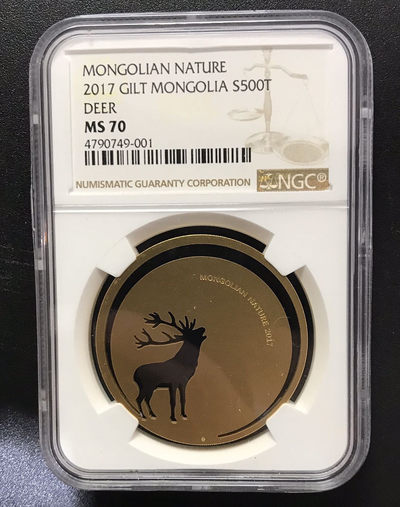 MONGOLIAN NATURE
2017 GILT MONGOLIA S500T
DEER
MS 70
4790749-001
NUMISMATIC GUARANTY CORPORATION
NGC®
MONGOLIAN NATURE 2017